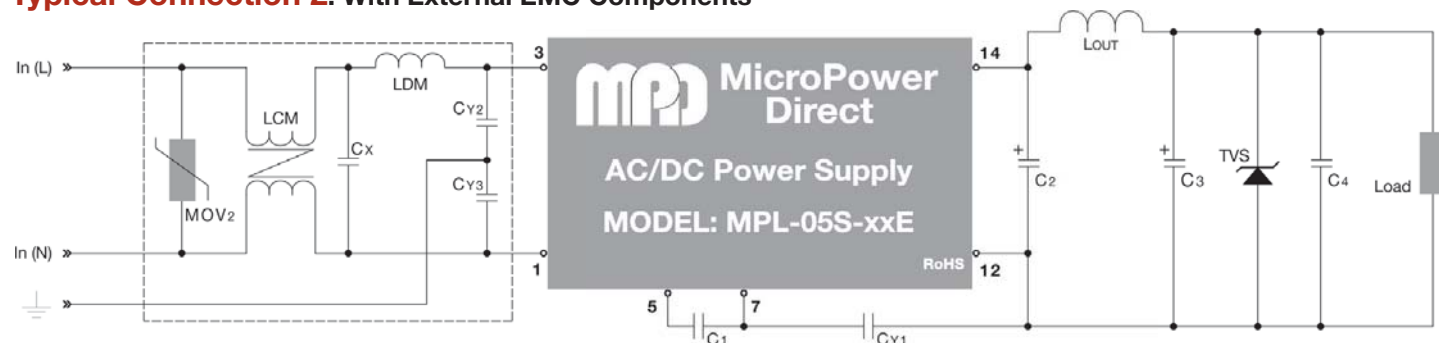 Typical Connection 2: With External EMC Components
In (L)
In (N)
MOV2
LCM
CX
LDM
CY2
CY3
3
1
MPD
MicroPower
Direct
AC/DC Power Supply
MODEL: MPL-05S-xxE
RoHS
14
12
5
7
C1
CY1
LOUT
C2
C3
TVS
C4
Load